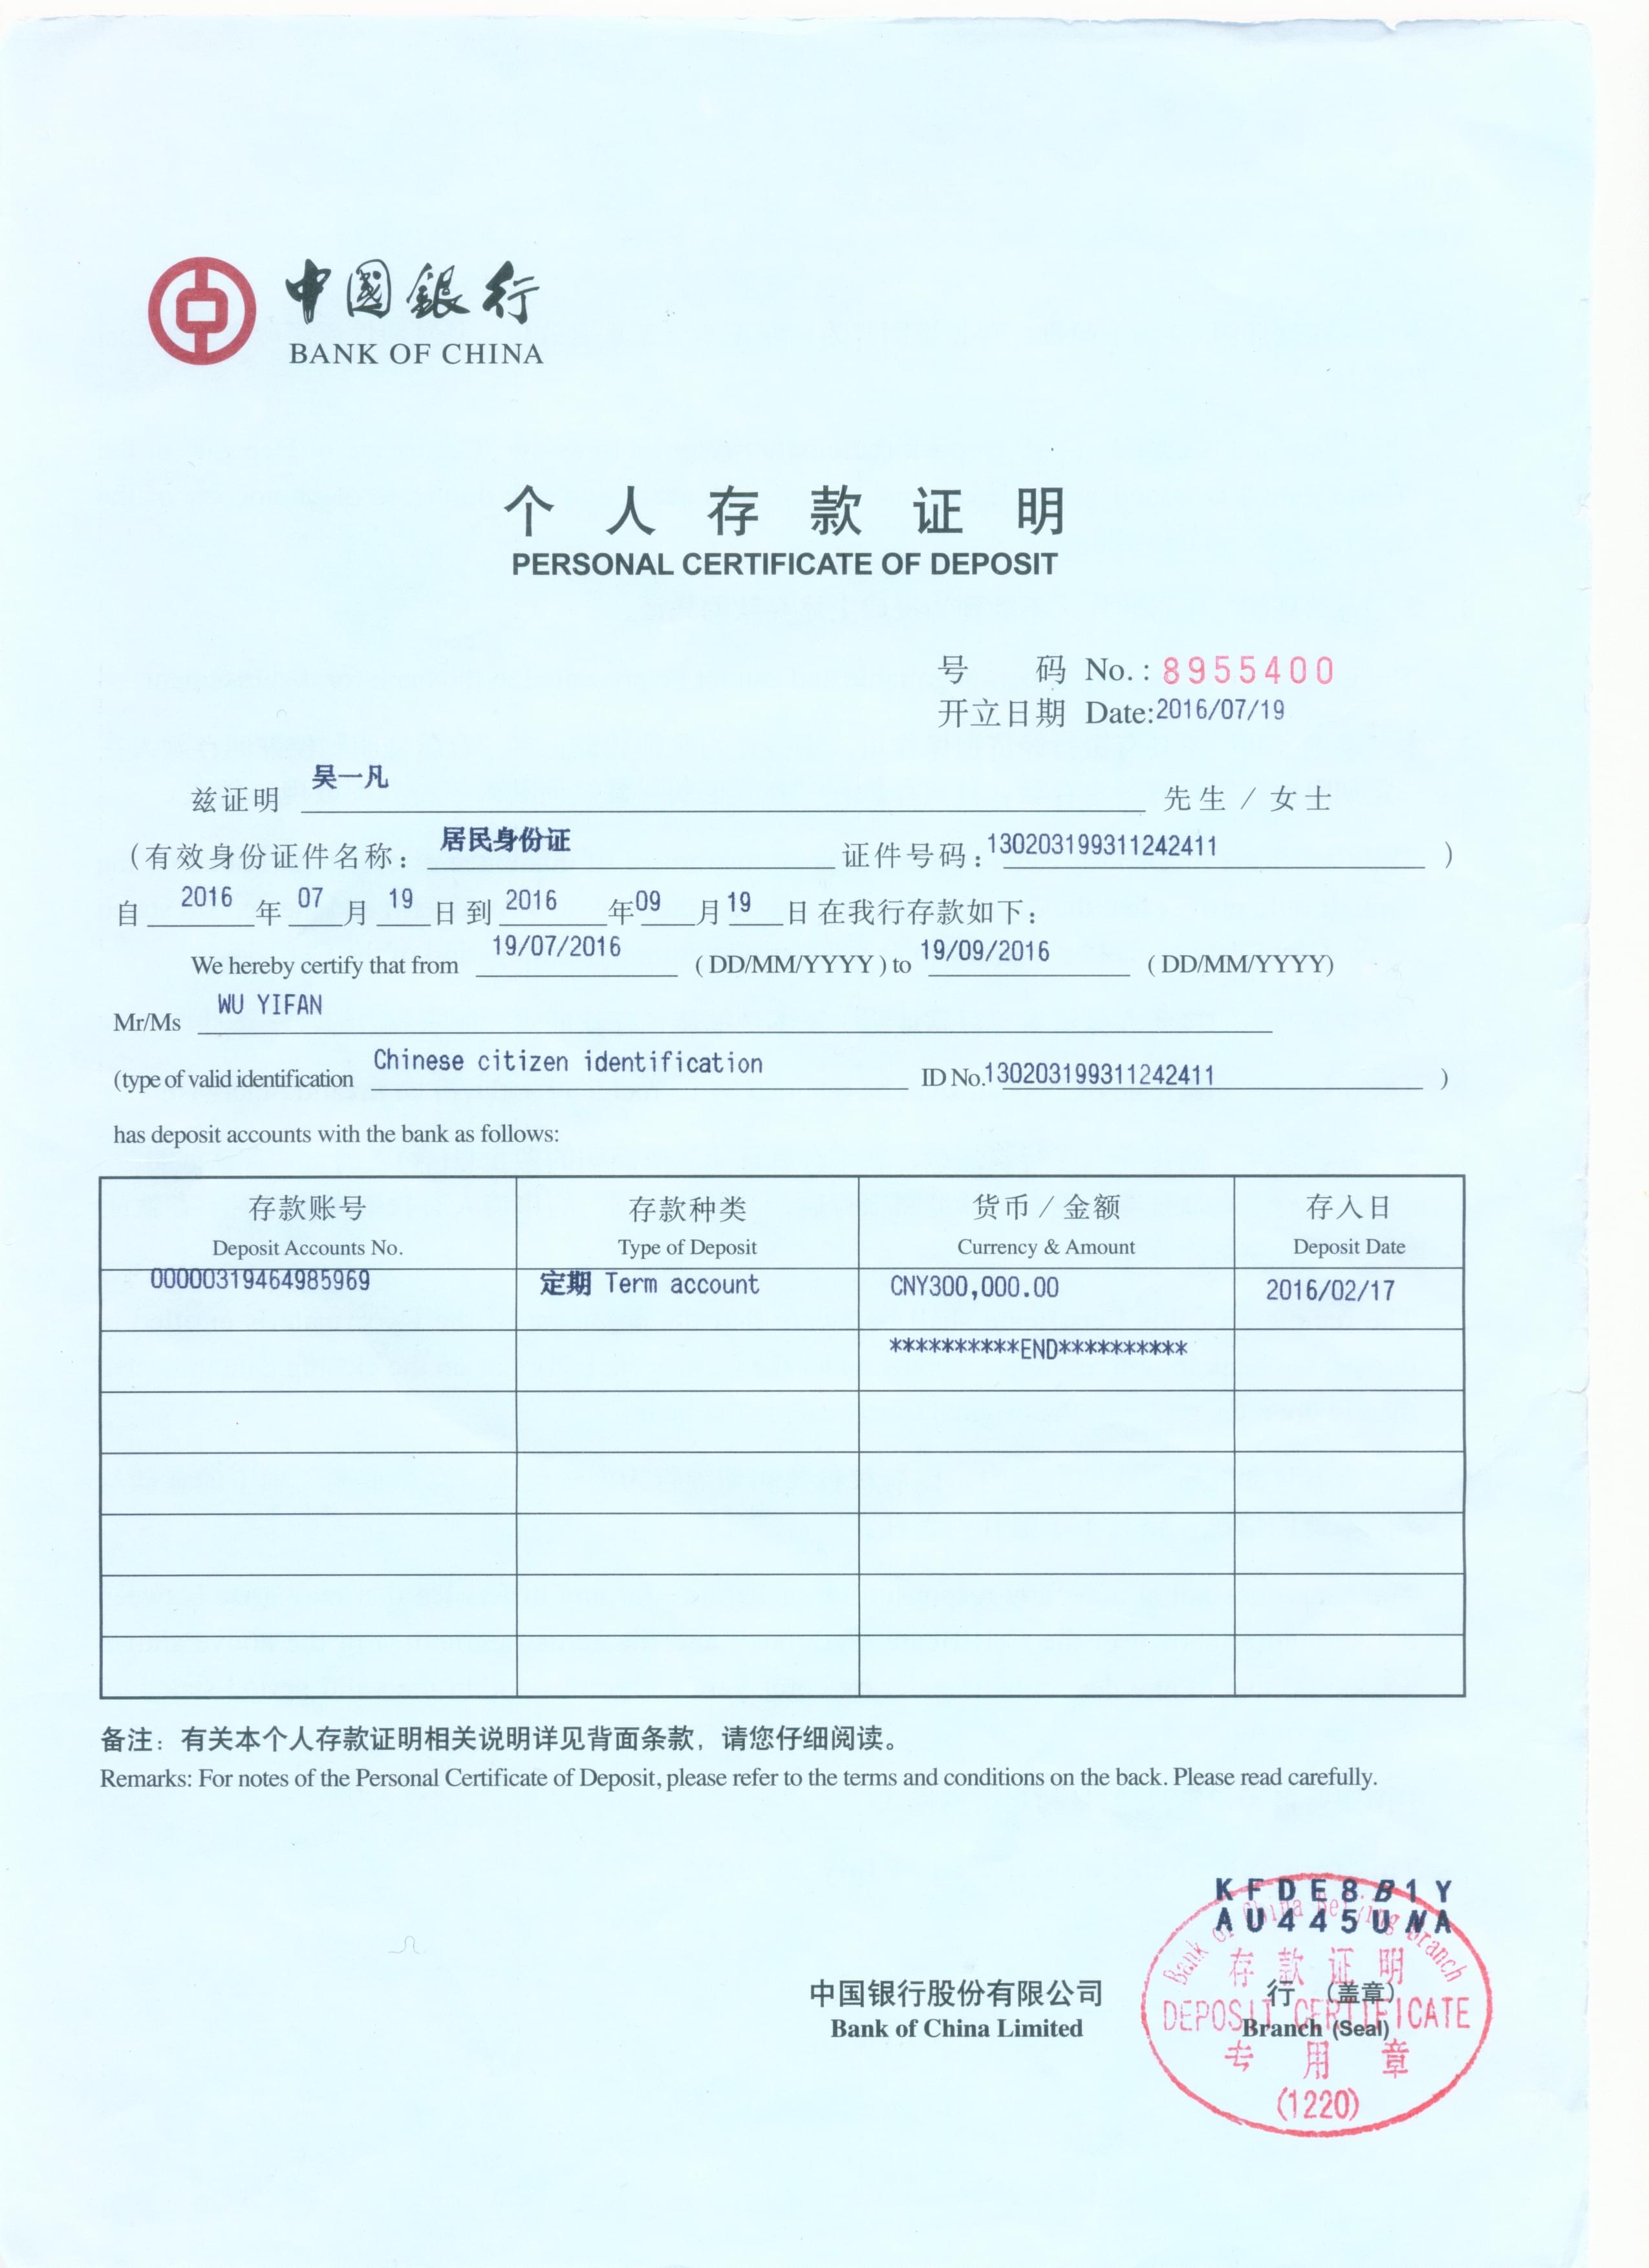 中國銀行
BANK OF CHINA
个人存款证明
PERSONAL CERTIFICATE OF DEPOSIT
号 码 No.: 8955400
开立日期 Date:2016/07/19
兹证明 吴一凡 先生 / 女士
(有效身份证件名称: 居民身份证 证件号码: 130203199311242411 )
自 2016 年 07 月 19 日到 2016 年 09 月 19 日在我行存款如下:
We hereby certify that from 19/07/2016 ( DD/MM/YYYY ) to 19/09/2016 ( DD/MM/YYYY)
Mr/Ms WU YIFAN
(type of valid identification Chinese citizen identification ID No.130203199311242411 )
has deposit accounts with the bank as follows:
存款账号 存款种类 货币 / 金额 存入日
Deposit Accounts No. Type of Deposit Currency & Amount Deposit Date
00000319464985969 定期 Term account CNY300,000.00 2016/02/17
**********END**********
备注: 有关本个人存款证明相关说明详见背面条款, 请您仔细阅读。
Remarks: For notes of the Personal Certificate of Deposit, please refer to the terms and conditions on the back. Please read carefully.
KFDE8B1Y
AU445UNA
Bank of China Beijing Branch
存款证明
中国银行股份有限公司 行 (盖章)
DEPOSIT CERTIFICATE
Bank of China Limited Branch (Seal)
专用章
(1220)